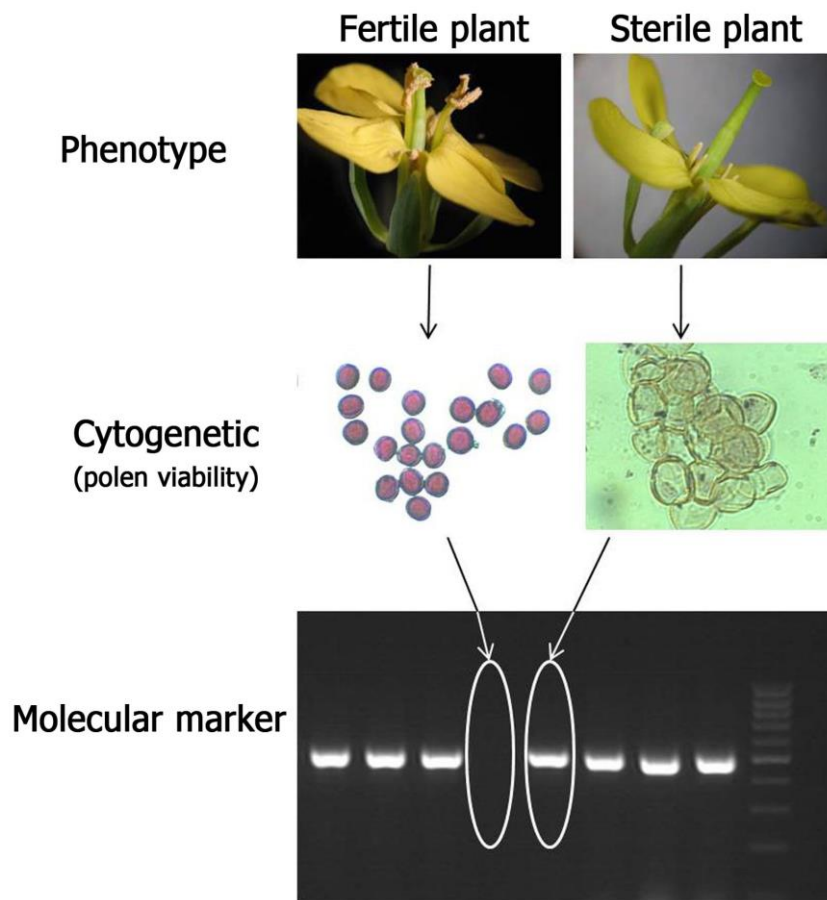 Fertile plant
Sterile plant
Phenotype
Cytogenetic
(polen viability)
Molecular marker